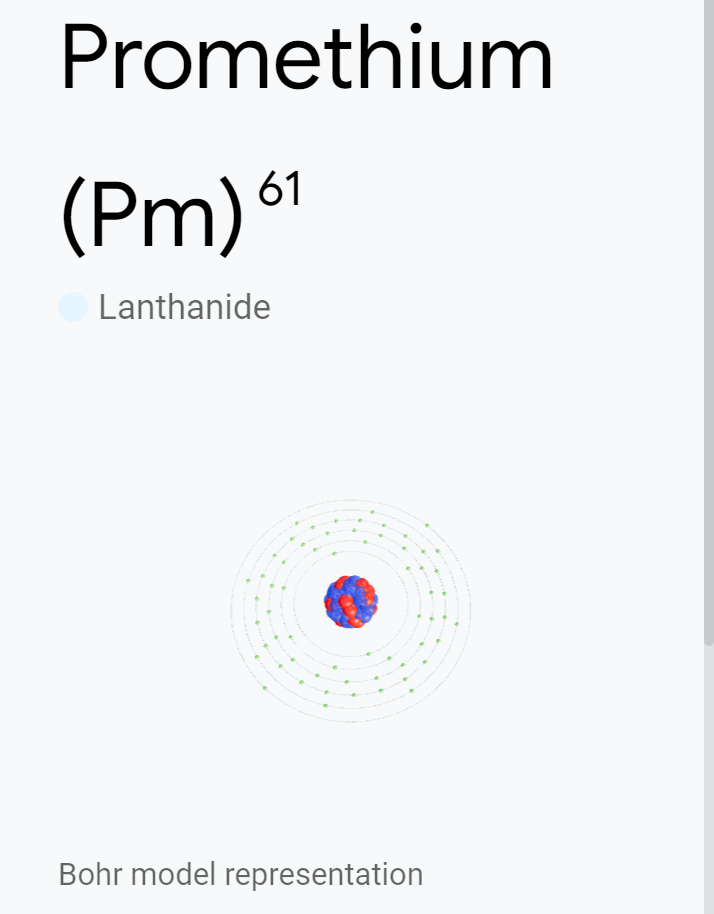 Promethium
(Pm) 61
Lanthanide
Bohr model representation